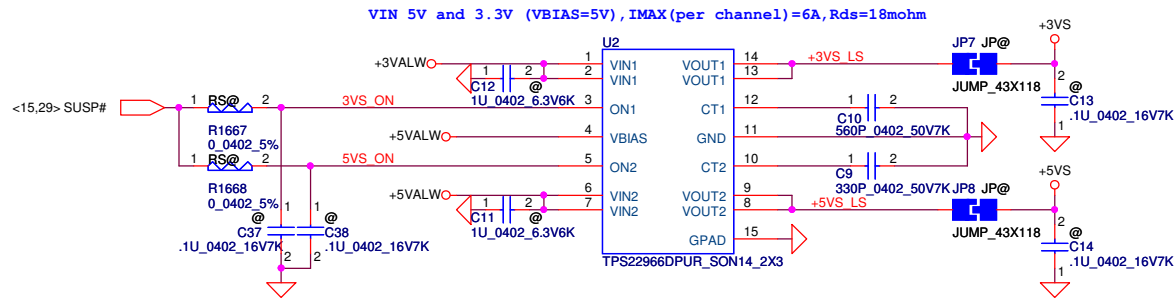 VIN 5V and 3.3V (VBIAS=5V),IMAX(per channel)=6A,Rds=18mohm
U2
+3VALW
1
2
VIN1
VIN1
VOUT1
VOUT1
14
13
+3VS_LS
JP7 JP@
JUMP_43X118
+3VS
1 2
C12 @
1U_0402_6.3V6K
2
@
C13
.1U_0402_16V7K
1
<15,29> SUSP#
1 RS@ 2
R1667
0_0402_5%
3VS_ON
3
ON1
CT1
12
1 2
C10
560P_0402_50V7K
+5VALW
4
VBIAS
GND
11
1 RS@ 2
R1668
0_0402_5%
5VS_ON
5
ON2
CT2
10
1 2
C9
330P_0402_50V7K
+5VALW
6
7
VIN2
VIN2
VOUT2
VOUT2
9
8
+5VS_LS
JP8 JP@
JUMP_43X118
+5VS
1 2
C11 @
1U_0402_6.3V6K
2
@
C14
.1U_0402_16V7K
1
GPAD
15
TPS22966DPUR_SON14_2X3
1
@
C37
.1U_0402_16V7K
2
1
@
C38
.1U_0402_16V7K
2